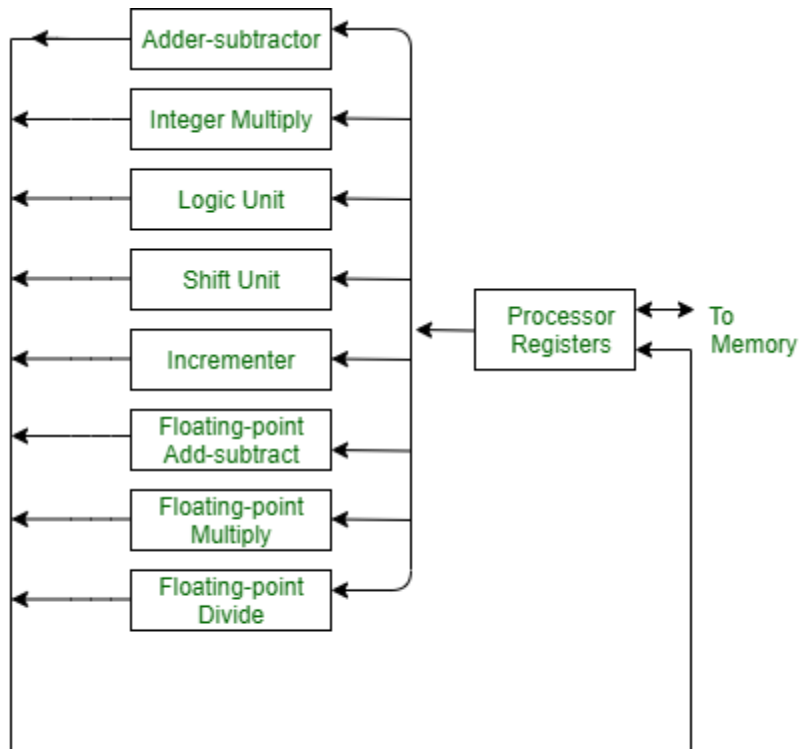 Adder-subtractor
Integer Multiply
Logic Unit
Shift Unit
Incrementer
Floating-point
Add-subtract
Floating-point
Multiply
Floating-point
Divide
Processor
Registers
To
Memory